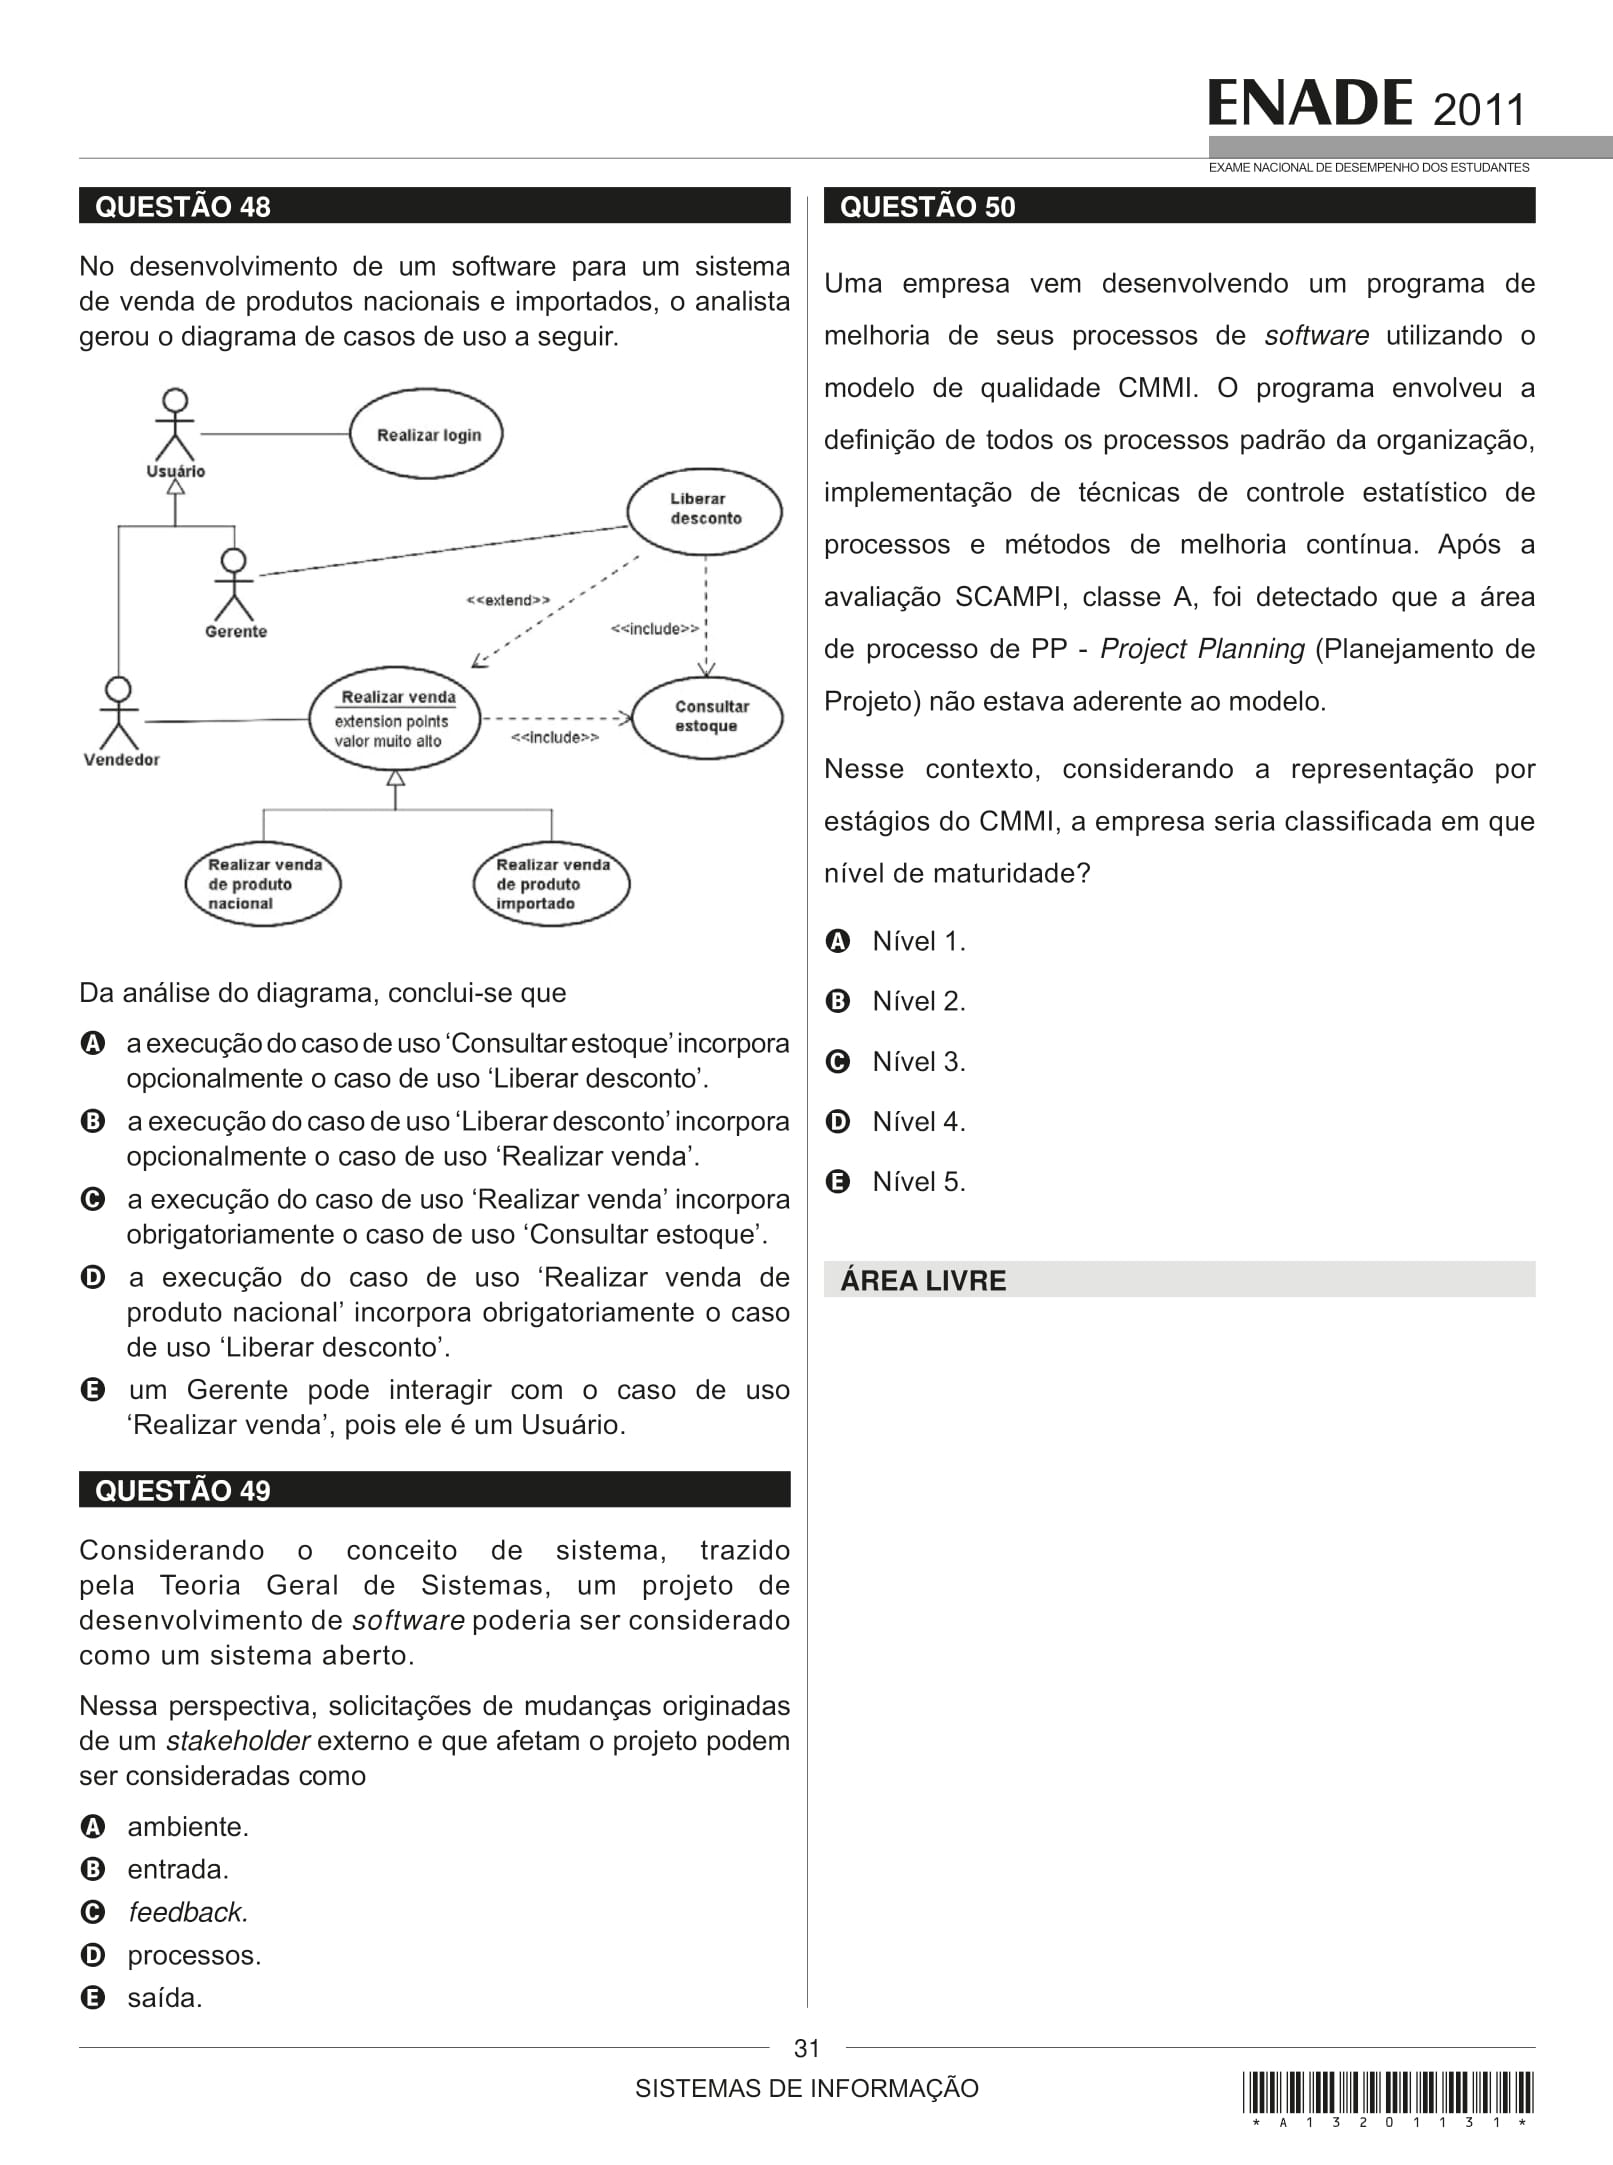 ENADE 2011
EXAME NACIONAL DE DESEMPENHO DOS ESTUDANTES
QUESTÃO 48
No desenvolvimento de um software para um sistema
de venda de produtos nacionais e importados, o analista
gerou o diagrama de casos de uso a seguir.
Realizar login
Usuário
Liberar
desconto
<<extend>>
<<include>>
Gerente
Realizar venda
extension points
valor muito alto
Consultar
estoque
<<include>>
Vendedor
Realizar venda
de produto
nacional
Realizar venda
de produto
importado
Da análise do diagrama, conclui-se que
A a execução do caso de uso ‘Consultar estoque’ incorpora
opcionalmente o caso de uso ‘Liberar desconto’.
B a execução do caso de uso ‘Liberar desconto’ incorpora
opcionalmente o caso de uso ‘Realizar venda’.
C a execução do caso de uso ‘Realizar venda’ incorpora
obrigatoriamente o caso de uso ‘Consultar estoque’.
D a execução do caso de uso ‘Realizar venda de
produto nacional’ incorpora obrigatoriamente o caso
de uso ‘Liberar desconto’.
E um Gerente pode interagir com o caso de uso
‘Realizar venda’, pois ele é um Usuário.
QUESTÃO 49
Considerando o conceito de sistema, trazido
pela Teoria Geral de Sistemas, um projeto de
desenvolvimento de software poderia ser considerado
como um sistema aberto.
Nessa perspectiva, solicitações de mudanças originadas
de um stakeholder externo e que afetam o projeto podem
ser consideradas como
A ambiente.
B entrada.
C feedback.
D processos.
E saída.
QUESTÃO 50
Uma empresa vem desenvolvendo um programa de
melhoria de seus processos de software utilizando o
modelo de qualidade CMMI. O programa envolveu a
definição de todos os processos padrão da organização,
implementação de técnicas de controle estatístico de
processos e métodos de melhoria contínua. Após a
avaliação SCAMPI, classe A, foi detectado que a área
de processo de PP - Project Planning (Planejamento de
Projeto) não estava aderente ao modelo.
Nesse contexto, considerando a representação por
estágios do CMMI, a empresa seria classificada em que
nível de maturidade?
A Nível 1.
B Nível 2.
C Nível 3.
D Nível 4.
E Nível 5.
ÁREA LIVRE
31
SISTEMAS DE INFORMAÇÃO
* A 1 3 2 0 1 1 3 1 *